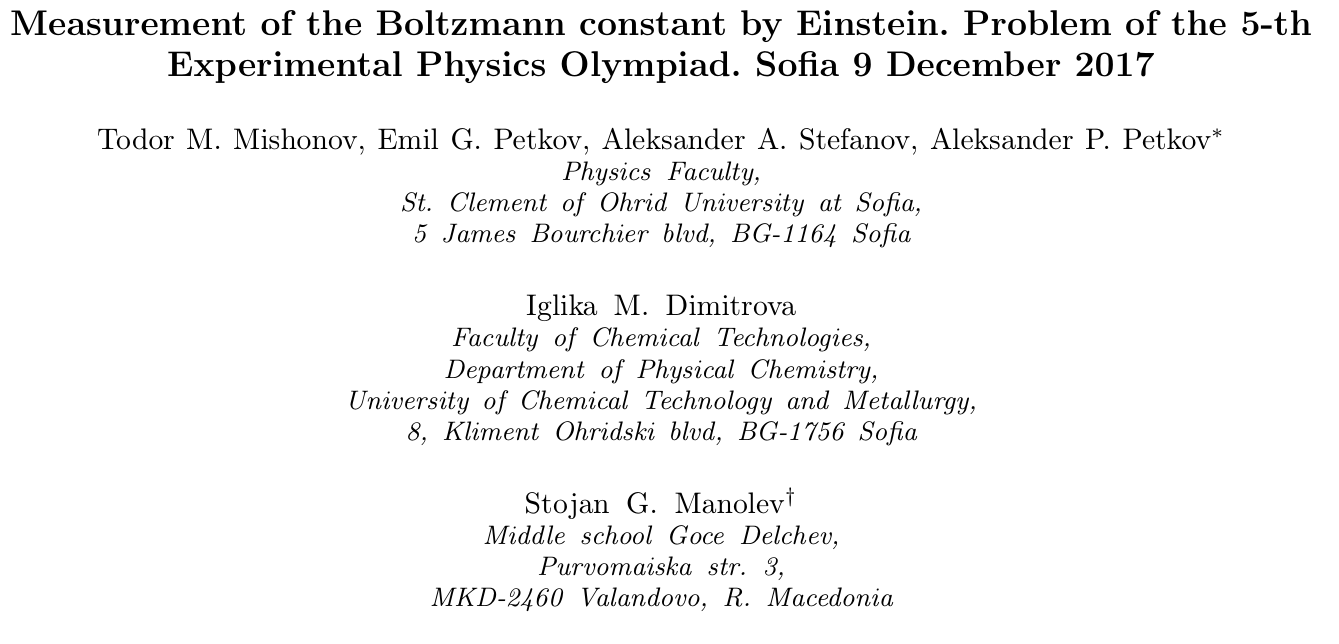 Measurement of the Boltzmann constant by Einstein. Problem of the 5-th
Experimental Physics Olympiad. Sofia 9 December 2017
Todor M. Mishonov, Emil G. Petkov, Aleksander A. Stefanov, Aleksander P. Petkov*
Physics Faculty,
St. Clement of Ohrid University at Sofia,
5 James Bourchier blvd, BG-1164 Sofia
Iglika M. Dimitrova
Faculty of Chemical Technologies,
Department of Physical Chemistry,
University of Chemical Technology and Metallurgy,
8, Kliment Ohridski blvd, BG-1756 Sofia
Stojan G. Manolev†
Middle school Goce Delchev,
Purvomaiska str. 3,
MKD-2460 Valandovo, R. Macedonia